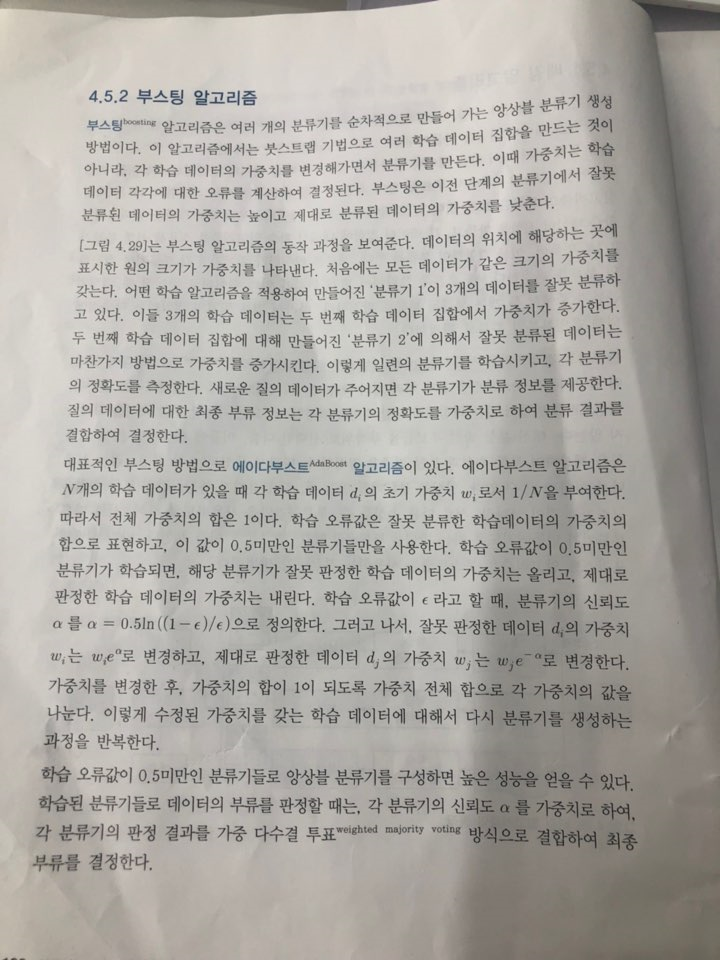 4.5.2 부스팅 알고리즘
부스팅boosting 알고리즘은 여러 개의 분류기를 순차적으로 만들어 가는 앙상블 분류기 생성
방법이다. 이 알고리즘에서는 붓스트랩 기법으로 여러 학습 데이터 집합을 만드는 것이
아니라, 각 학습 데이터의 가중치를 변경해가면서 분류기를 만든다. 이때 가중치는 학습
데이터 각각에 대한 오류를 계산하여 결정된다. 부스팅은 이전 단계의 분류기에서 잘못
분류된 데이터의 가중치는 높이고 제대로 분류된 데이터의 가중치를 낮춘다.
[그림 4.29]는 부스팅 알고리즘의 동작 과정을 보여준다. 데이터의 위치에 해당하는 곳에
표시한 원의 크기가 가중치를 나타낸다. 처음에는 모든 데이터가 같은 크기의 가중치를
갖는다. 어떤 학습 알고리즘을 적용하여 만들어진 ‘분류기 1’이 3개의 데이터를 잘못 분류하
고 있다. 이들 3개의 학습 데이터는 두 번째 학습 데이터 집합에서 가중치가 증가한다.
두 번째 학습 데이터 집합에 대해 만들어진 ‘분류기 2’에 의해서 잘못 분류된 데이터는
마찬가지 방법으로 가중치를 증가시킨다. 이렇게 일련의 분류기를 학습시키고, 각 분류기
의 정확도를 측정한다. 새로운 질의 데이터가 주어지면 각 분류기가 분류 정보를 제공한다.
질의 데이터에 대한 최종 부류 정보는 각 분류기의 정확도를 가중치로 하여 분류 결과를
결합하여 결정한다.
대표적인 부스팅 방법으로 에이다부스트AdaBoost 알고리즘이 있다. 에이다부스트 알고리즘은
N개의 학습 데이터가 있을 때 각 학습 데이터 dᵢ의 초기 가중치 wᵢ로서 1/N을 부여한다.
따라서 전체 가중치의 합은 1이다. 학습 오류값은 잘못 분류한 학습데이터의 가중치의
합으로 표현하고, 이 값이 0.5미만인 분류기들만을 사용한다. 학습 오류값이 0.5미만인
분류기가 학습되면, 해당 분류기가 잘못 판정한 학습 데이터의 가중치는 올리고, 제대로
판정한 학습 데이터의 가중치는 내린다. 학습 오류값이 ϵ 라고 할 때, 분류기의 신뢰도
α 를 α = 0.5ln((1−ϵ)/ϵ)으로 정의한다. 그러고 나서, 잘못 판정한 데이터 dᵢ의 가중치
wᵢ는 wᵢe^α로 변경하고, 제대로 판정한 데이터 dⱼ의 가중치 wⱼ는 wⱼe^−α로 변경한다.
가중치를 변경한 후, 가중치의 합이 1이 되도록 가중치 전체 합으로 각 가중치의 값을
나눈다. 이렇게 수정된 가중치를 갖는 학습 데이터에 대해서 다시 분류기를 생성하는
과정을 반복한다.
학습 오류값이 0.5미만인 분류기들로 앙상블 분류기를 구성하면 높은 성능을 얻을 수 있다.
학습된 분류기들로 데이터의 부류를 판정할 때는, 각 분류기의 신뢰도 α 를 가중치로 하여,
각 분류기의 판정 결과를 가중 다수결 투표weighted majority voting 방식으로 결합하여 최종
부류를 결정한다.